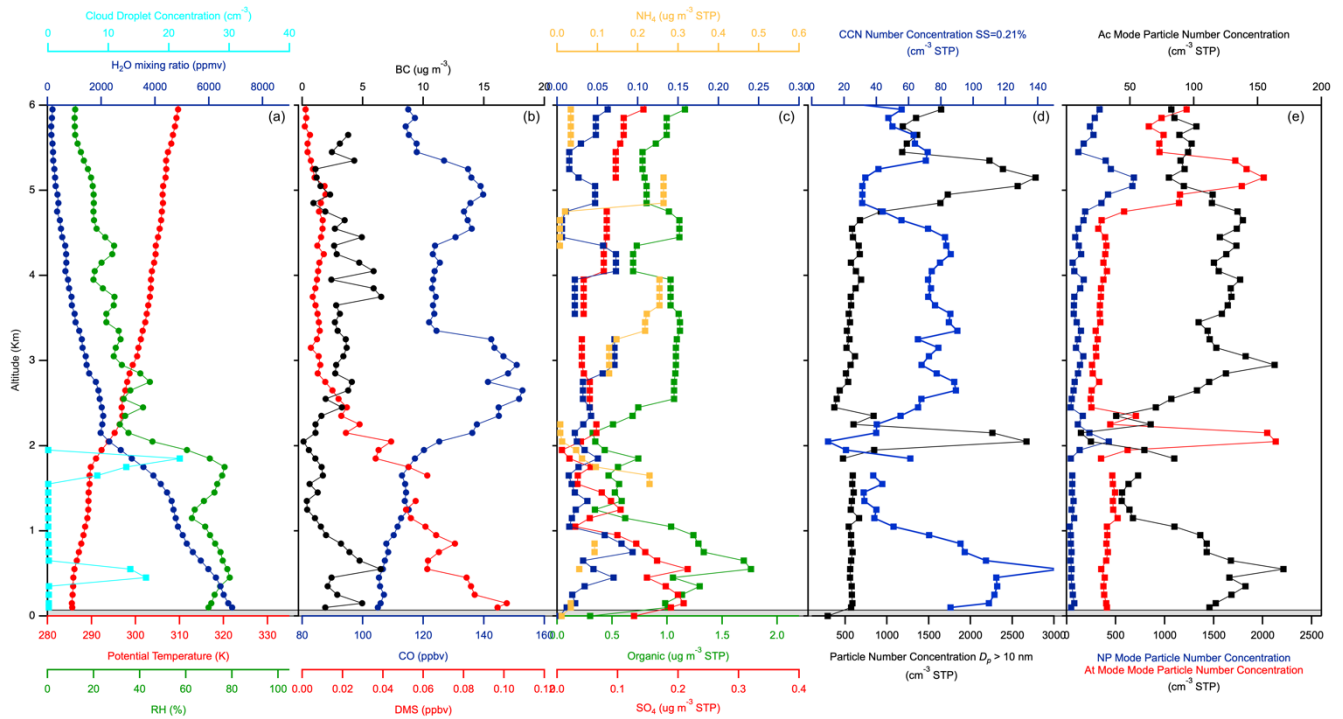 Cloud Droplet Concentration (cm⁻³)
0 10 20 30 40
H₂O mixing ratio (ppmv)
0 2000 4000 6000 8000
BC (ug m⁻³)
0 5 10 15 20
NH₄ (ug m⁻³ STP)
0.0 0.2 0.4 0.6
0.00 0.05 0.10 0.15 0.20 0.25 0.30
CCN Number Concentration SS=0.21%
(cm⁻³ STP)
20 40 60 80 100 120 140
Ac Mode Particle Number Concentration
(cm⁻³ STP)
50 100 150 200
(a) (b) (c) (d) (e)
Altitude (Km)
6
5
4
3
2
1
0
280 290 300 310 320 330
Potential Temperature (K)
0 20 40 60 80 100
RH (%)
80 100 120 140 160
CO (ppbv)
0.00 0.02 0.04 0.06 0.08 0.10 0.12
DMS (ppbv)
0.0 0.5 1.0 1.5 2.0
Organic (ug m⁻³ STP)
0.0 0.1 0.2 0.3 0.4
SO₄ (ug m⁻³ STP)
500 1000 1500 2000 2500 3000
Particle Number Concentration Dₚ > 10 nm
(cm⁻³ STP)
0 500 1000 1500 2000 2500
NP Mode Particle Number Concentration
At Mode Mode Particle Number Concentration
(cm⁻³ STP)